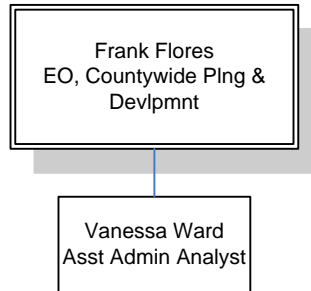 Frank Flores
EO, Countywide Plng &
Devlpmnt
Vanessa Ward
Asst Admin Analyst